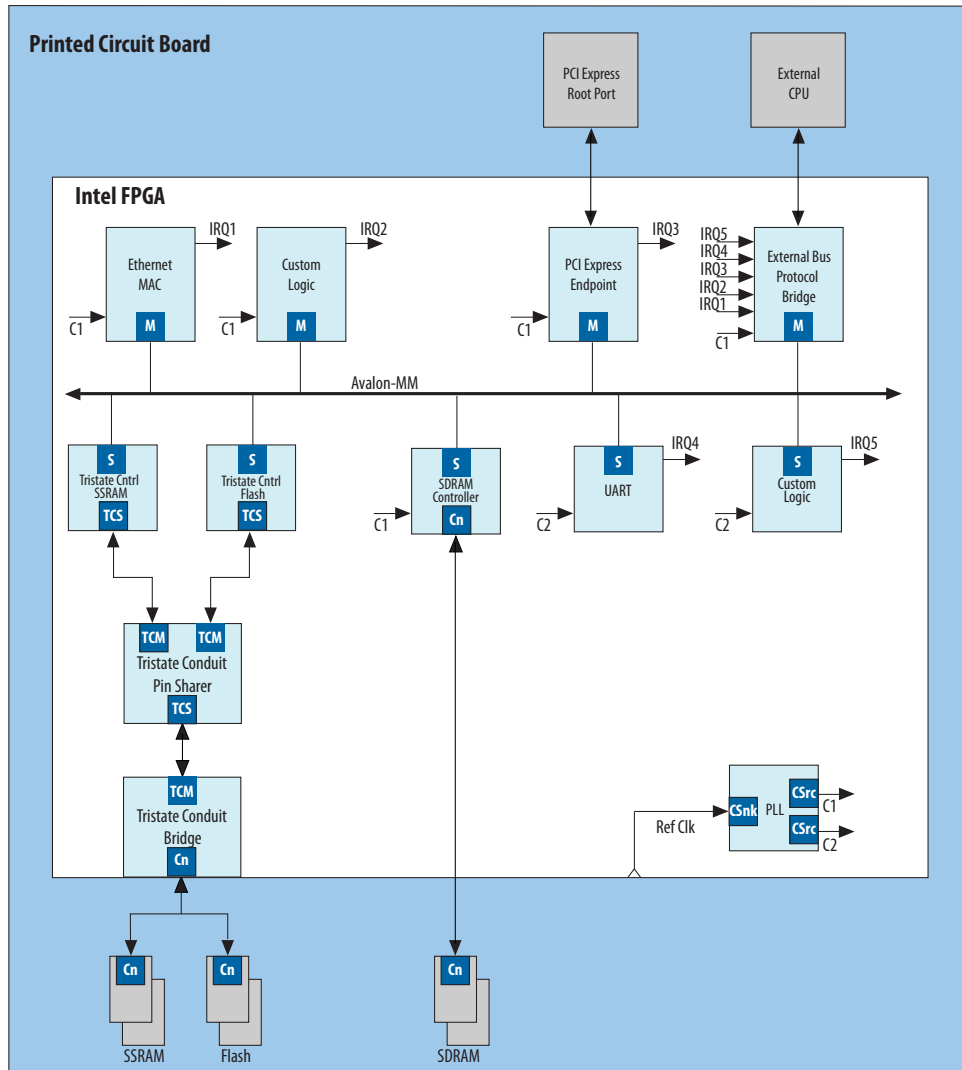 Printed Circuit Board
PCI Express
Root Port
External
CPU
Intel FPGA
IRQ1
IRQ2
IRQ3
Ethernet
MAC
Custom
Logic
PCI Express
Endpoint
IRQ5
IRQ4
IRQ3
IRQ2
IRQ1
External Bus
Protocol
Bridge
C1
C1
C1
C1
M
M
M
M
Avalon-MM
S
Tristate Cntrl
SSRAM
TCS
S
Tristate Cntrl
Flash
TCS
S
SDRAM
Controller
Cn
C1
S
UART
IRQ4
C2
S
Custom
Logic
IRQ5
C2
TCM
TCM
Tristate Conduit
Pin Sharer
TCS
TCM
Tristate Conduit
Bridge
Cn
Ref Clk
CSnk
PLL
CSrc
C1
CSrc
C2
Cn
Cn
Cn
SSRAM
Flash
SDRAM